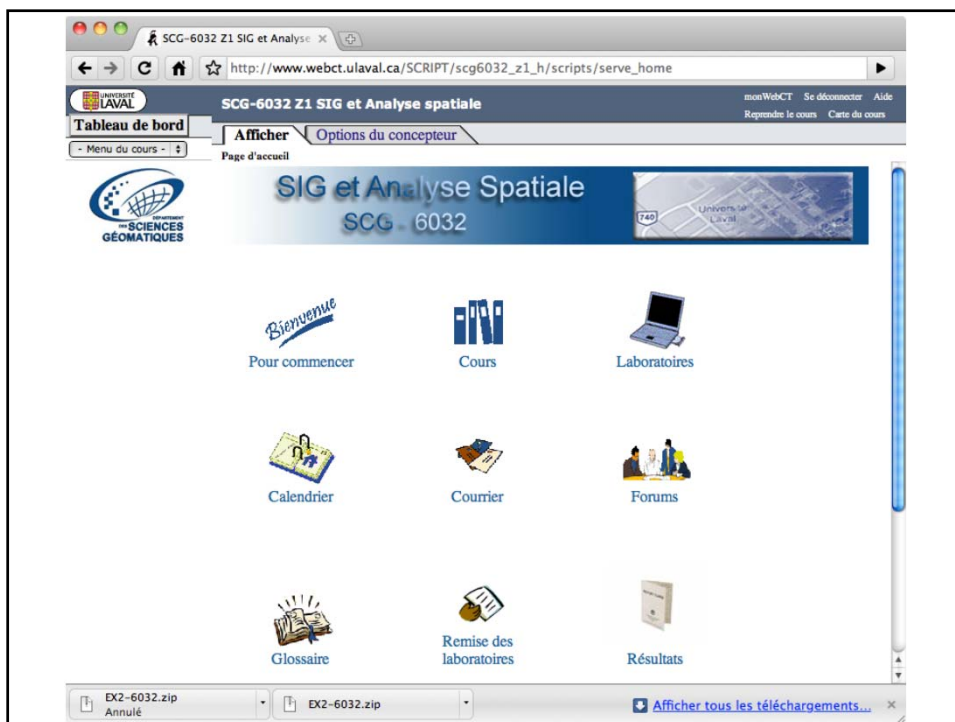 SCG-6032 Z1 SIG et Analyse
http://www.webct.ulaval.ca/SCRIPT/scg6032_z1_h/scripts/serve_home
UNIVERSITÉ
LAVAL
SCG-6032 Z1 SIG et Analyse spatiale
monWebCT Se déconnecter Aide
Reprendre le cours Carte du cours
Tableau de bord
- Menu du cours -
Afficher Options du concepteur
Page d'accueil
DÉPARTEMENT
DES SCIENCES
GÉOMATIQUES
SIG et Analyse Spatiale
SCG - 6032
740
Université
Laval
Bienvenue
Pour commencer Cours Laboratoires
Calendrier Courrier Forums
Glossaire Remise des laboratoires Résultats
EX2-6032.zip
Annulé
EX2-6032.zip
Afficher tous les téléchargements...